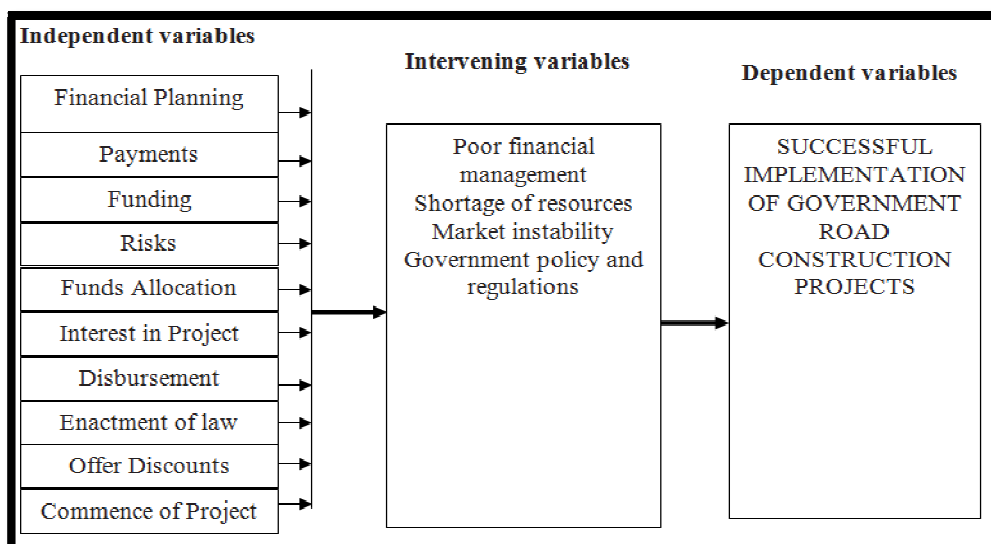 Independent variables
Financial Planning
Payments
Funding
Risks
Funds Allocation
Interest in Project
Disbursement
Enactment of law
Offer Discounts
Commence of Project
Intervening variables
Poor financial
management
Shortage of resources
Market instability
Government policy and
regulations
Dependent variables
SUCCESSFUL
IMPLEMENTATION
OF GOVERNMENT
ROAD
CONSTRUCTION
PROJECTS